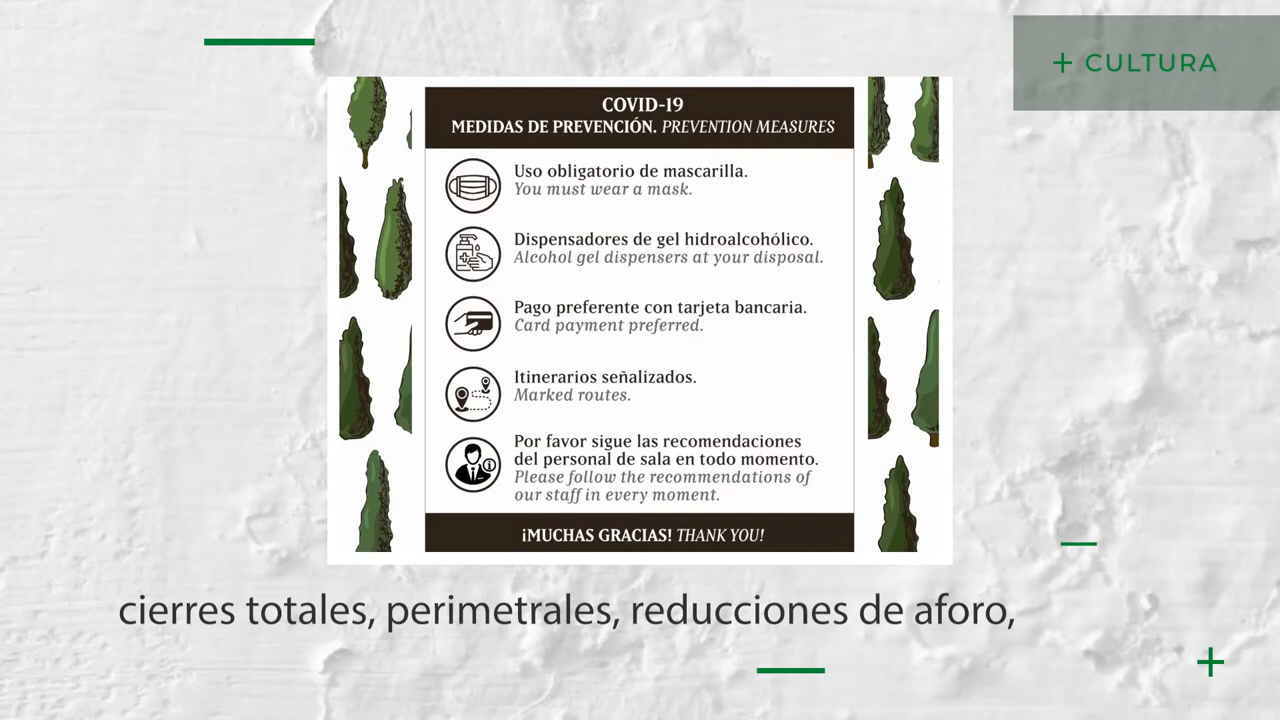 + CULTURA
COVID-19
MEDIDAS DE PREVENCIÓN. PREVENTION MEASURES
Uso obligatorio de mascarilla.
You must wear a mask.
Dispensadores de gel hidroalcohólico.
Alcohol gel dispensers at your disposal.
Pago preferente con tarjeta bancaria.
Card payment preferred.
Itinerarios señalizados.
Marked routes.
Por favor sigue las recomendaciones
del personal de sala en todo momento.
Please follow the recommendations of
our staff in every moment.
¡MUCHAS GRACIAS! THANK YOU!
cierres totales, perimetrales, reducciones de aforo,